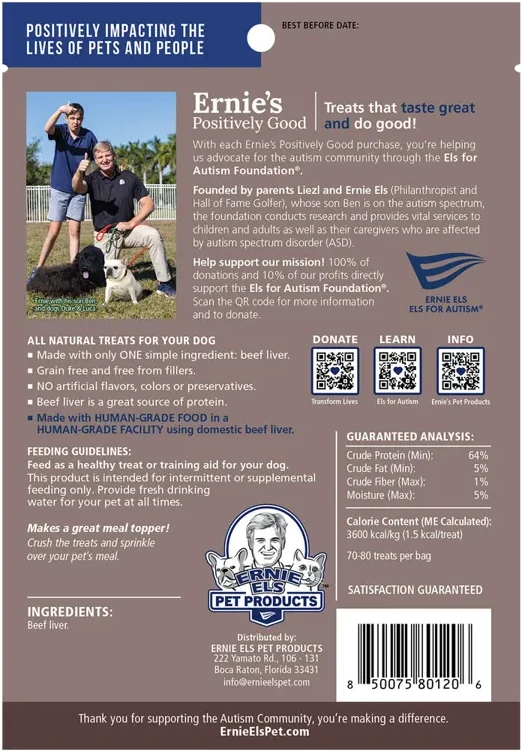 POSITIVELY IMPACTING THE
LIVES OF PETS AND PEOPLE
BEST BEFORE DATE:
Ernie's
Positively Good
Treats that taste great
and do good!
With each Ernie's Positively Good purchase, you're helping
us advocate for the autism community through the Els for
Autism Foundation®.
Founded by parents Liezl and Ernie Els (Philanthropist and
Hall of Fame Golfer), whose son Ben is on the autism spectrum,
the foundation conducts research and provides vital services to
children and adults as well as their caregivers who are affected
by autism spectrum disorder (ASD).
Help support our mission! 100% of
donations and 10% of our profits directly
support the Els for Autism Foundation®.
Scan the QR code for more information
and to donate.
ERNIE ELS
ELS FOR AUTISM®
Ernie with his son Ben
and dogs Duke & Luca
ALL NATURAL TREATS FOR YOUR DOG
▪ Made with only ONE simple ingredient: beef liver.
▪ Grain free and free from fillers.
▪ NO artificial flavors, colors or preservatives.
▪ Beef liver is a great source of protein.
▪ Made with HUMAN-GRADE FOOD in a
HUMAN-GRADE FACILITY using domestic beef liver.
DONATE
Transform Lives
LEARN
Els for Autism
INFO
Ernie's Pet Products
FEEDING GUIDELINES:
Feed as a healthy treat or training aid for your dog.
This product is intended for intermittent or supplemental
feeding only. Provide fresh drinking
water for your pet at all times.
Makes a great meal topper!
Crush the treats and sprinkle
over your pet's meal.
GUARANTEED ANALYSIS:
Crude Protein (Min): 64%
Crude Fat (Min): 5%
Crude Fiber (Max): 1%
Moisture (Max): 5%
Calorie Content (ME Calculated):
3600 kcal/kg (1.5 kcal/treat)
70-80 treats per bag
SATISFACTION GUARANTEED
INGREDIENTS:
Beef liver.
ERNIE
ELS
PET PRODUCTS
™
Distributed by:
ERNIE ELS PET PRODUCTS
222 Yamato Rd., 106 - 131
Boca Raton, Florida 33431
info@ernieelspet.com
8 50075 80120 6
Thank you for supporting the Autism Community, you're making a difference.
ErnieElsPet.com